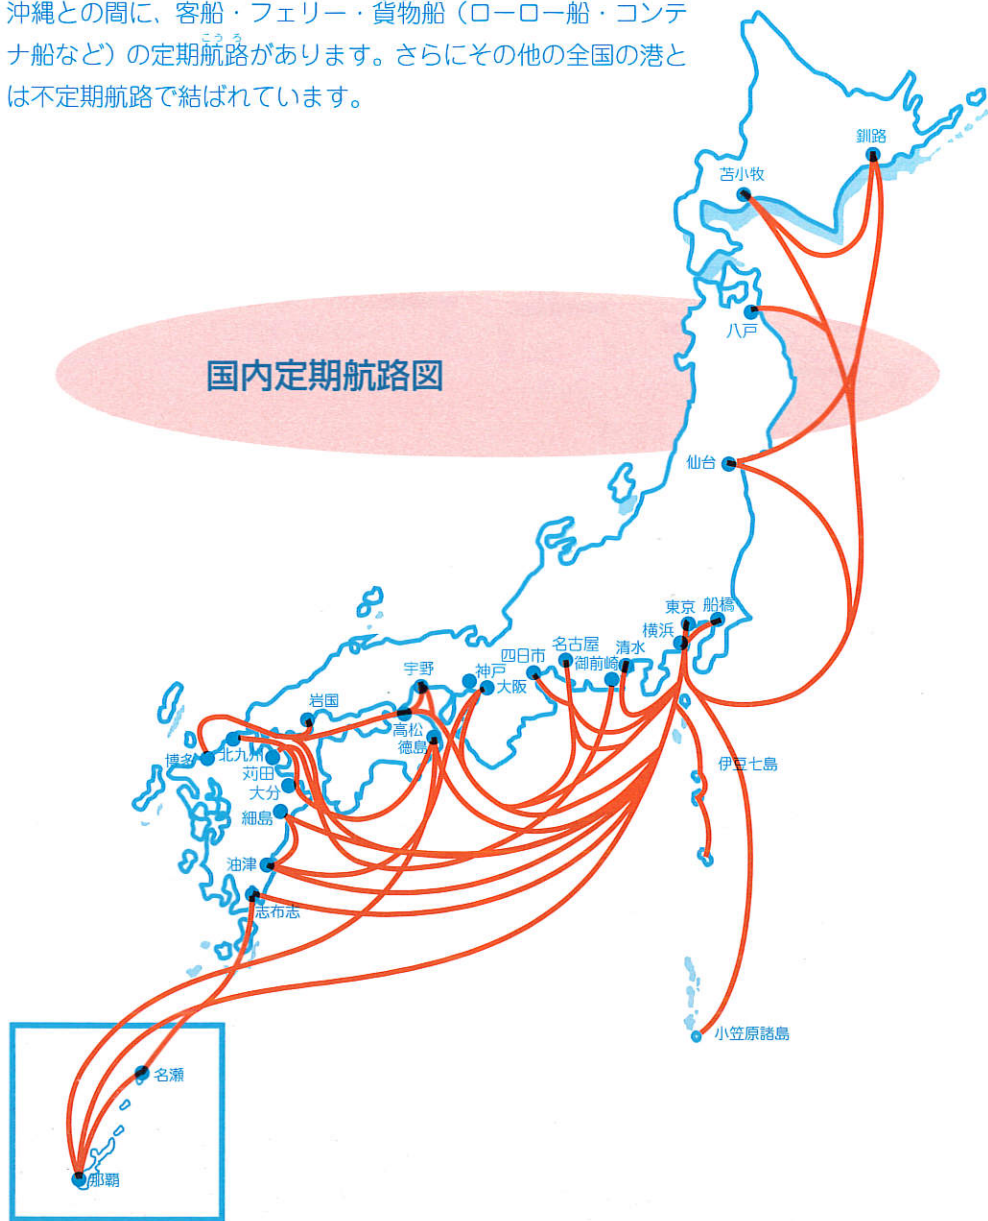 沖縄との間に、客船・フェリー・貨物船（ローロー船・コンテ
こうろ
ナ船など）の定期航路があります。さらにその他の全国の港と
は不定期航路で結ばれています。
釧路
苫小牧
八戸
国内定期航路図
仙台
東京
船橋
横浜
名古屋
清水
四日市
御前崎
宇野
神戸
大阪
岩国
高松
徳島
博多
北九州
苅田
大分
伊豆七島
細島
油津
志布志
小笠原諸島
名瀬
那覇